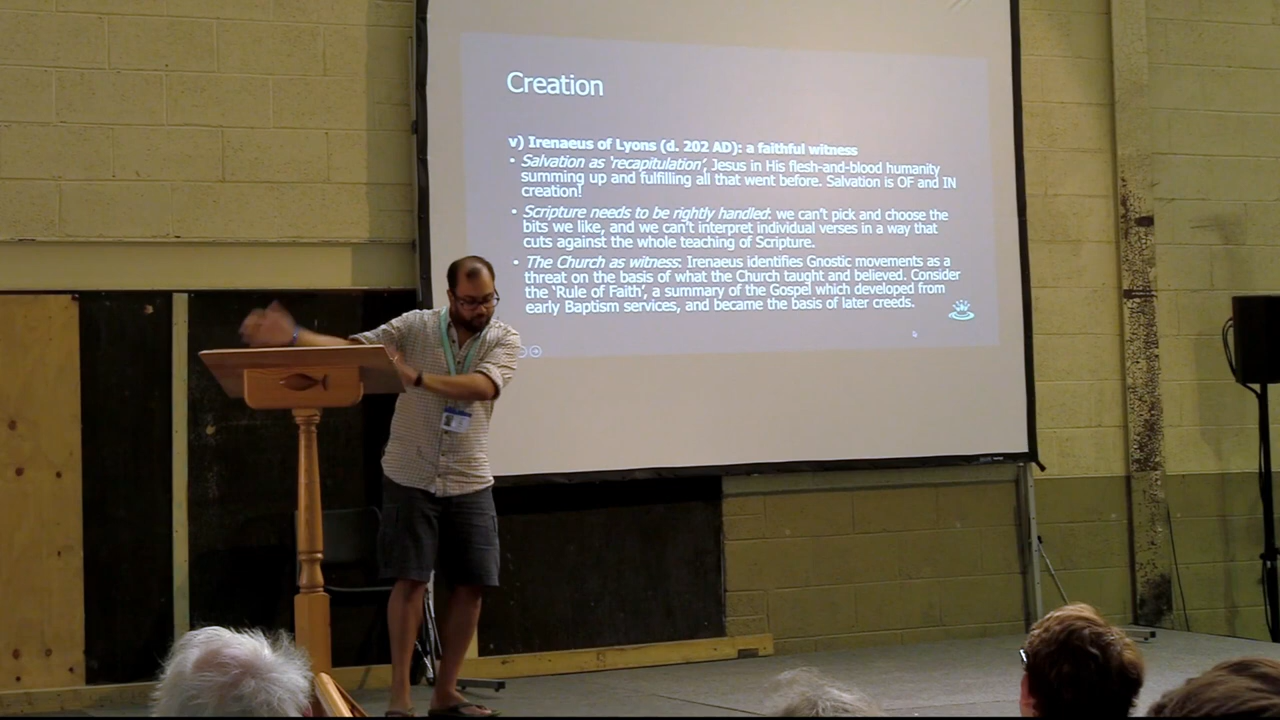 Creation
v) Irenaeus of Lyons (d. 202 AD): a faithful witness
• Salvation as ‘recapitulation’, Jesus in His flesh-and-blood humanity
summing up and fulfilling all that went before. Salvation is OF and IN
creation!
• Scripture needs to be rightly handled: we can’t pick and choose the
bits we like, and we can’t interpret individual verses in a way that
cuts against the whole teaching of Scripture.
• The Church as witness: Irenaeus identifies Gnostic movements as a
threat on the basis of what the Church taught and believed. Consider
the ‘Rule of Faith’, a summary of the Gospel which developed from
early Baptism services, and became the basis of later creeds.